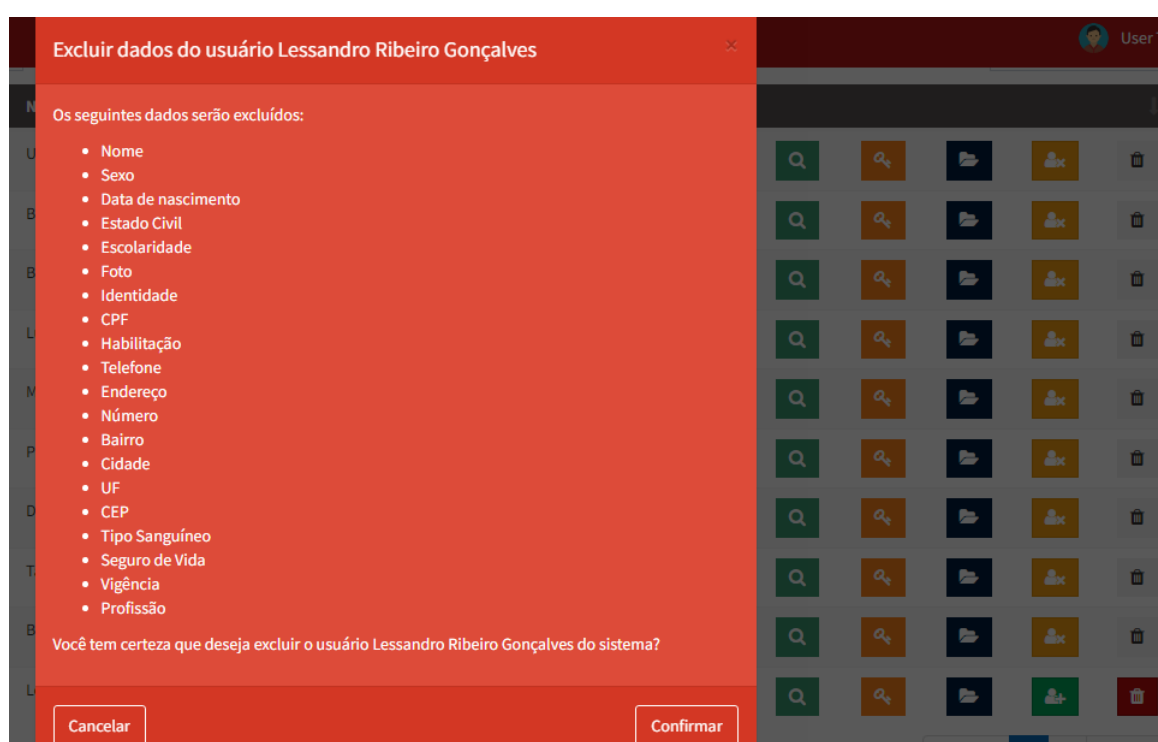 Excluir dados do usuário Lessandro Ribeiro Gonçalves
×
User
Os seguintes dados serão excluídos:
Nome
Sexo
Data de nascimento
Estado Civil
Escolaridade
Foto
Identidade
CPF
Habilitação
Telefone
Endereço
Número
Bairro
Cidade
UF
CEP
Tipo Sanguíneo
Seguro de Vida
Vigência
Profissão
Você tem certeza que deseja excluir o usuário Lessandro Ribeiro Gonçalves do sistema?
Cancelar
Confirmar